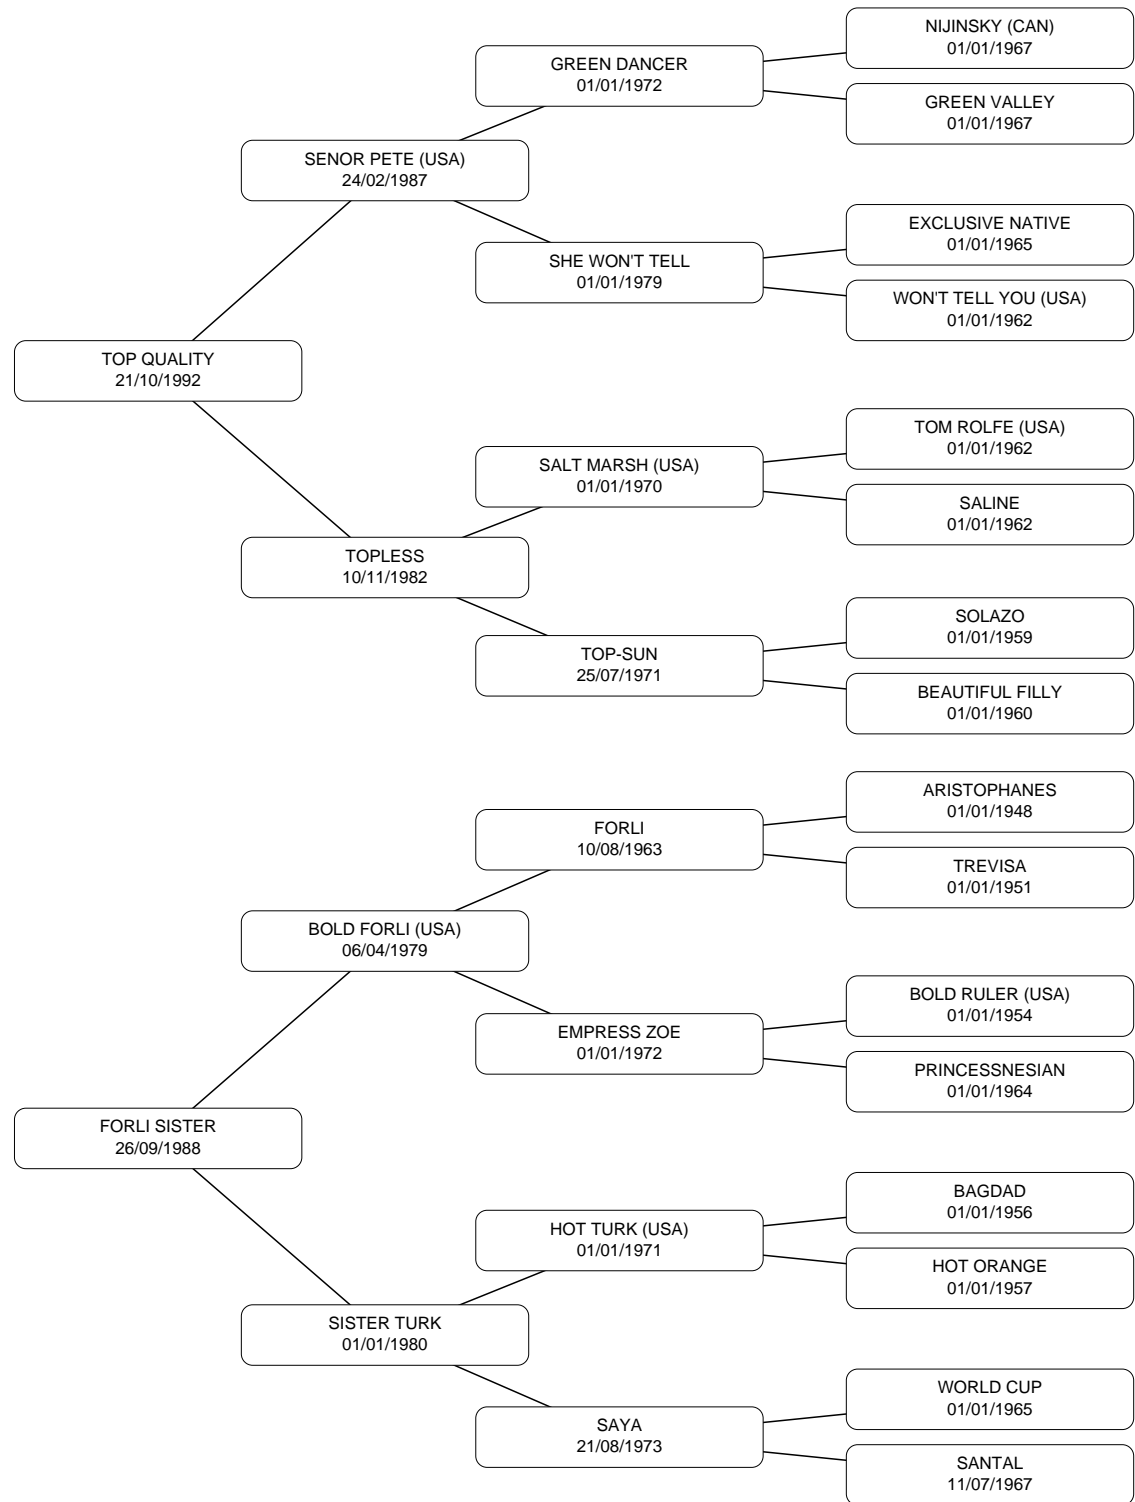 NIJINSKY (CAN)
01/01/1967
GREEN DANCER
01/01/1972
GREEN VALLEY
01/01/1967
SENOR PETE (USA)
24/02/1987
EXCLUSIVE NATIVE
01/01/1965
SHE WON'T TELL
01/01/1979
WON'T TELL YOU (USA)
01/01/1962
TOP QUALITY
21/10/1992
TOM ROLFE (USA)
01/01/1962
SALT MARSH (USA)
01/01/1970
SALINE
01/01/1962
TOPLESS
10/11/1982
SOLAZO
01/01/1959
TOP-SUN
25/07/1971
BEAUTIFUL FILLY
01/01/1960
ARISTOPHANES
01/01/1948
FORLI
10/08/1963
TREVISA
01/01/1951
BOLD FORLI (USA)
06/04/1979
BOLD RULER (USA)
01/01/1954
EMPRESS ZOE
01/01/1972
PRINCESSNESIAN
01/01/1964
FORLI SISTER
26/09/1988
BAGDAD
01/01/1956
HOT TURK (USA)
01/01/1971
HOT ORANGE
01/01/1957
SISTER TURK
01/01/1980
WORLD CUP
01/01/1965
SAYA
21/08/1973
SANTAL
11/07/1967